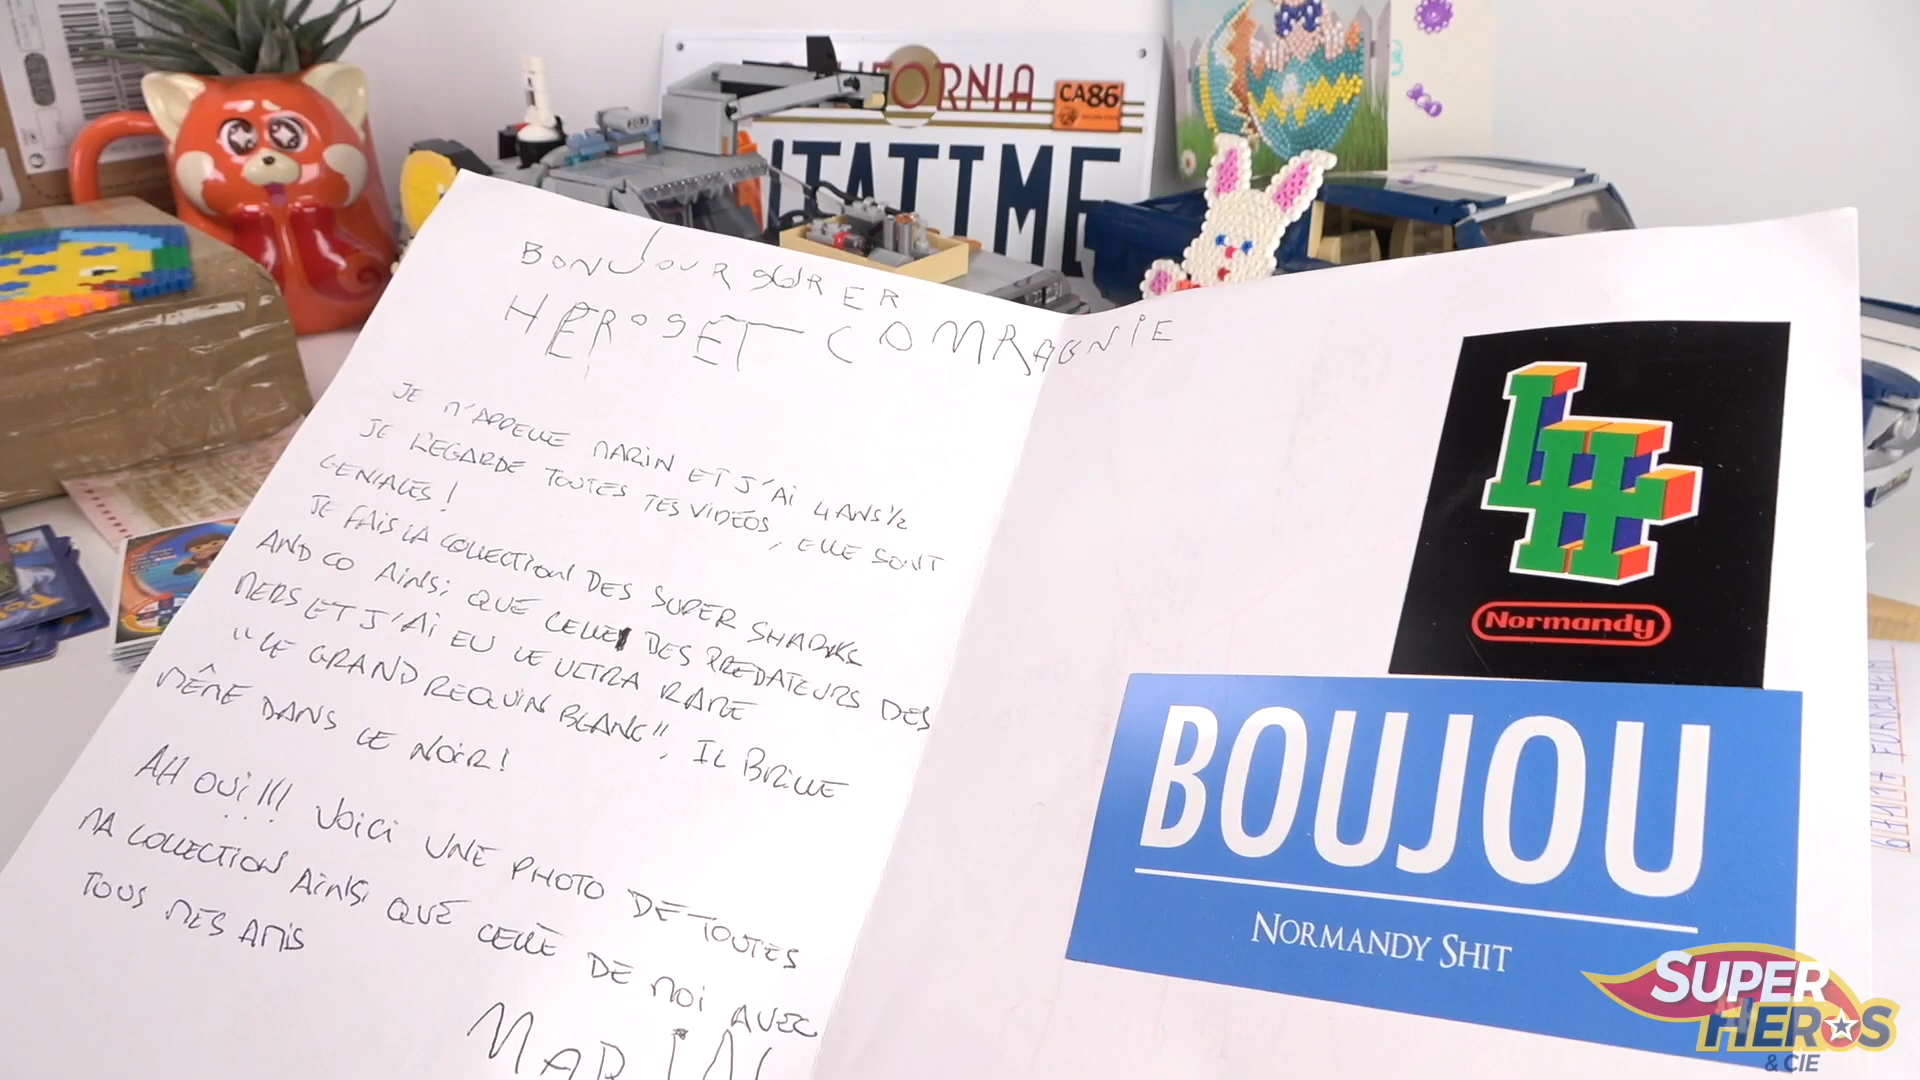 CALIFORNIA
CA86
BONJOUR SUPER
HEROS ET COMPAGNIE
JE M'APPELLE MARIN ET J'AI 4 ANS 1/2
JE REGARDE TOUTES TES VIDÉOS, ELLE SONT
GENIALES !
JE FAIS LA COLLECTION DES SUPER SHARKS
AND CO AINSI QUE CELLE DES PREDATEURS DES
MERS ET J'AI EU LE ULTRA RARE
"LE GRAND REQUIN BLANC", IL BRILLE
MÊME DANS LE NOIR !
AH OUI !!! VOICI UNE PHOTO DE TOUTES
MA COLLECTION AINSI QUE CELLE DE MOI AVEC
TOUS MES AMIS
MARIN
LH
Normandy
BOUJOU
NORMANDY SHIT
SUPER
HEROS
& CIE